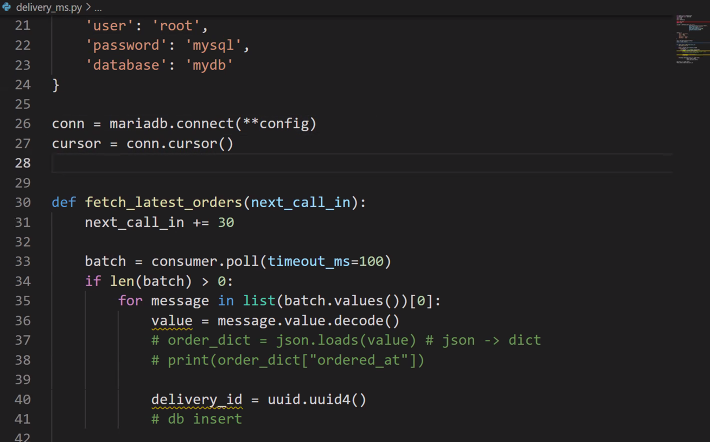 delivery_ms.py > ...
21 'user': 'root',
22 'password': 'mysql',
23 'database': 'mydb'
24 }
25
26 conn = mariadb.connect(**config)
27 cursor = conn.cursor()
28
29
30 def fetch_latest_orders(next_call_in):
31 next_call_in += 30
32
33 batch = consumer.poll(timeout_ms=100)
34 if len(batch) > 0:
35 for message in list(batch.values())[0]:
36 value = message.value.decode()
37 # order_dict = json.loads(value) # json -> dict
38 # print(order_dict["ordered_at"])
39
40 delivery_id = uuid.uuid4()
41 # db insert
42